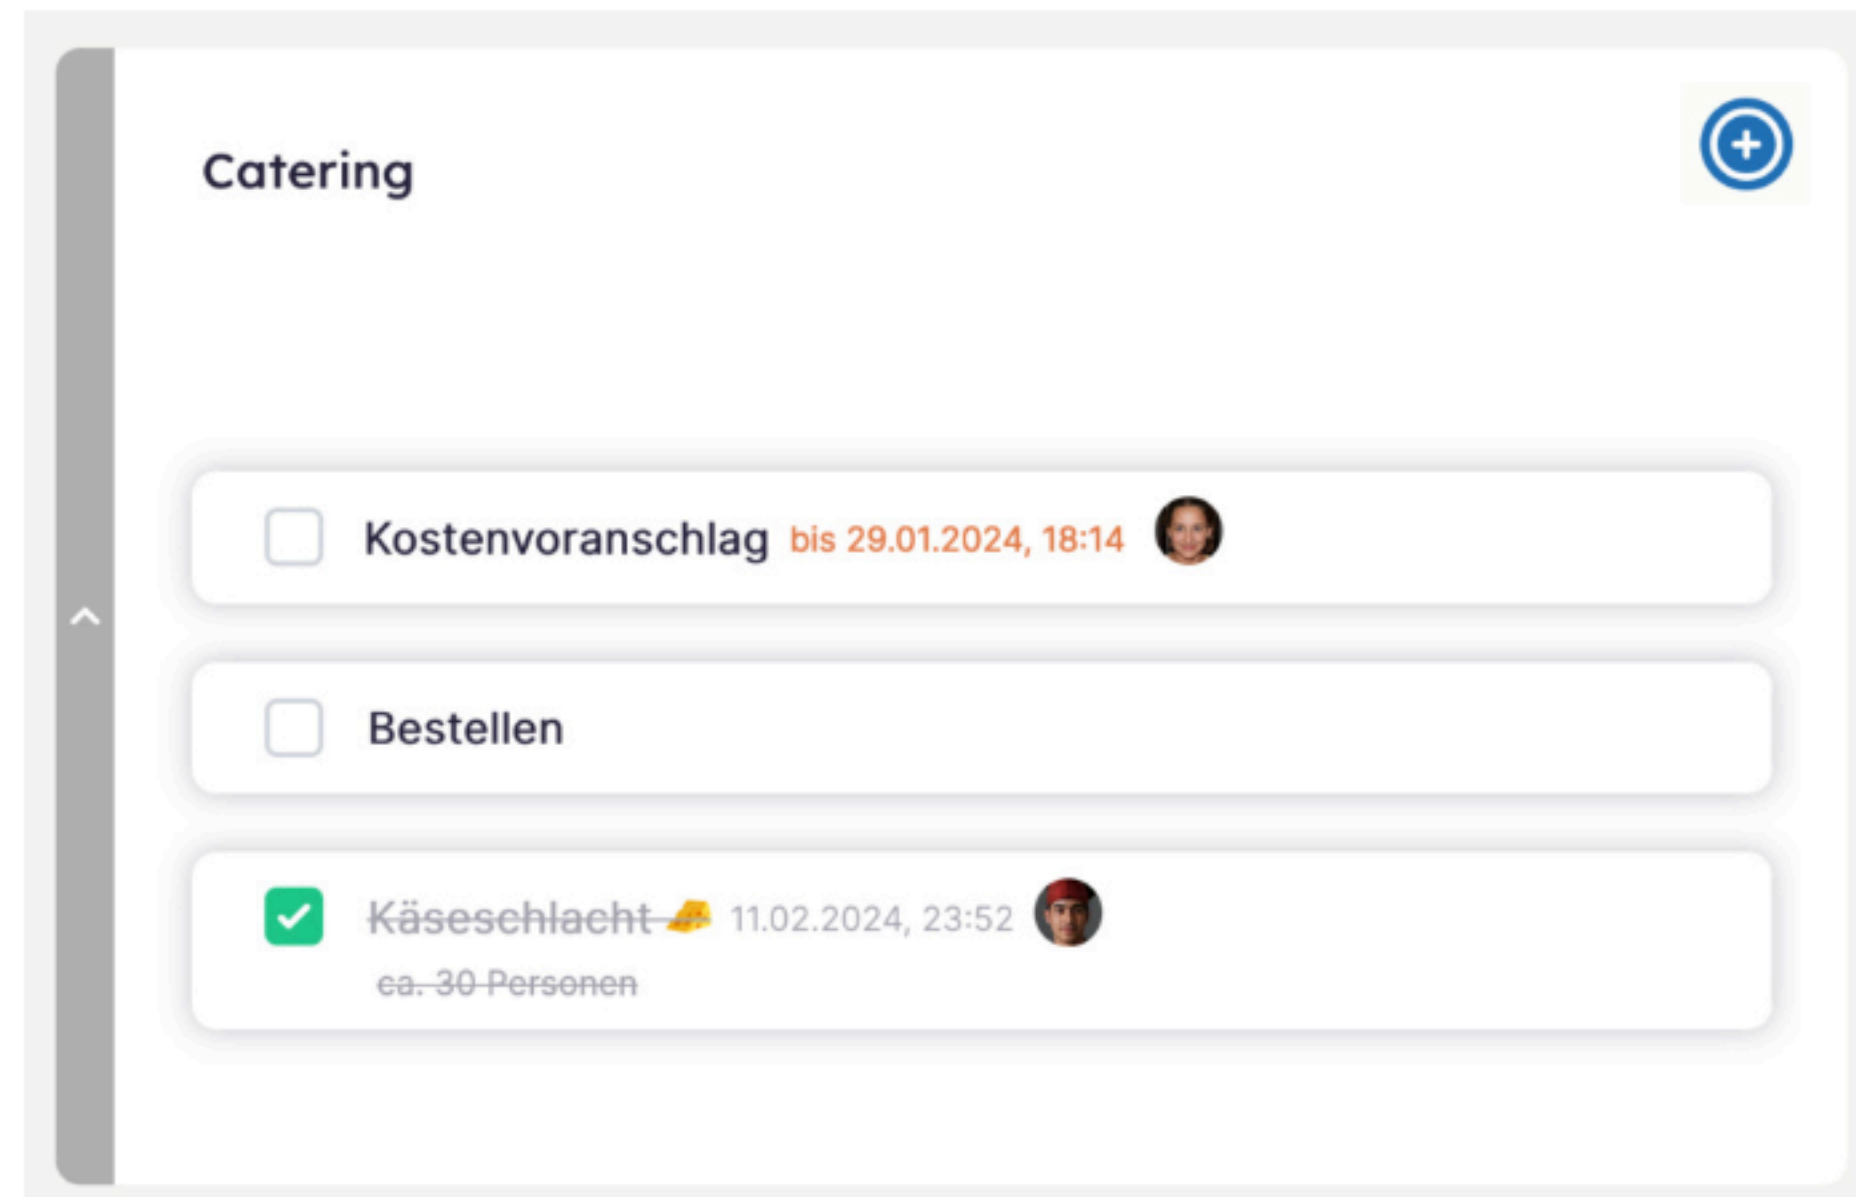 Catering
Kostenvoranschlag bis 29.01.2024, 18:14
Bestellen
Käseschlacht 🧀 11.02.2024, 23:52
ca. 30 Personen